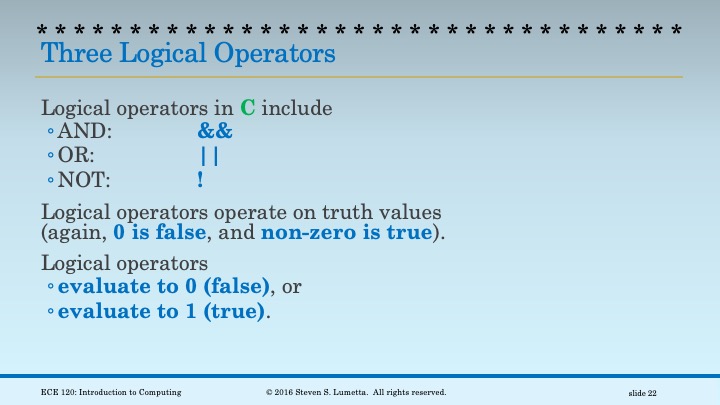 * * * * * * * * * * * * * * * * * * * * * * * * * * * * * * * * * * * *
Three Logical Operators
Logical operators in C include
◦AND: &&
◦OR: ||
◦NOT: !
Logical operators operate on truth values
(again, 0 is false, and non-zero is true).
Logical operators
◦evaluate to 0 (false), or
◦evaluate to 1 (true).
ECE 120: Introduction to Computing © 2016 Steven S. Lumetta. All rights reserved. slide 22